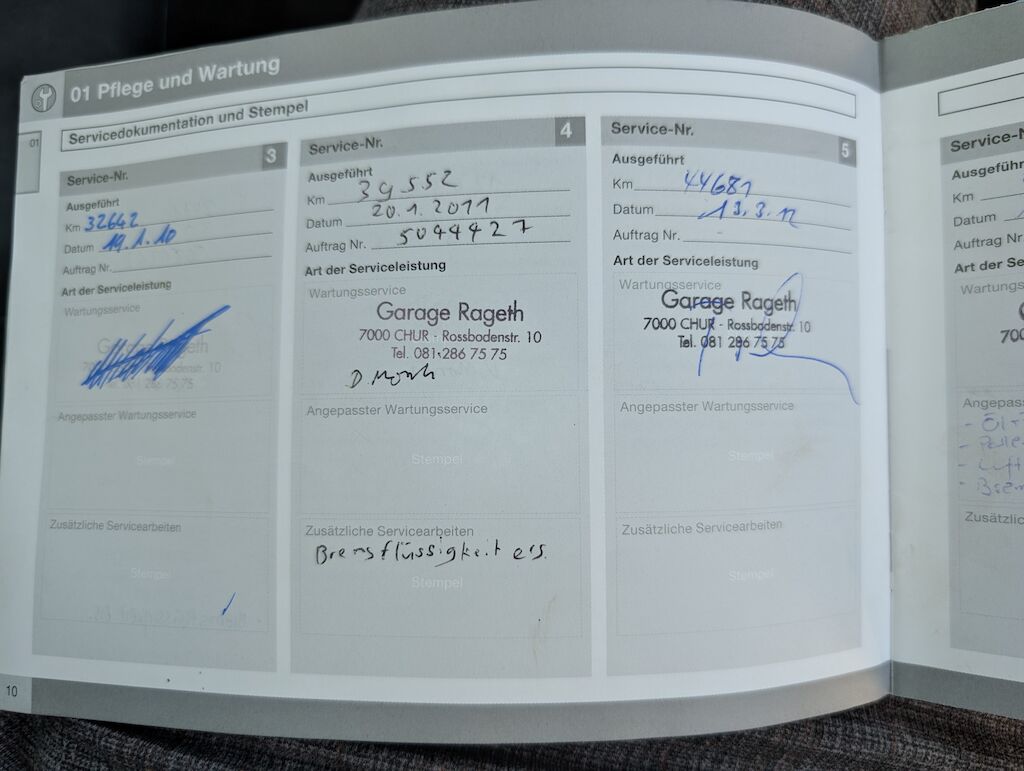 01 Pflege und Wartung
01
Servicedokumentation und Stempel
Service-Nr. 3
Ausgeführt
Km 32642
Datum 19.1.10
Auftrag Nr.
Art der Serviceleistung
Wartungsservice
Angepasster Wartungsservice
Stempel
Zusätzliche Servicearbeiten
Stempel
Service-Nr. 4
Ausgeführt
Km 39552
Datum 20.1.2011
Auftrag Nr. 5044427
Art der Serviceleistung
Wartungsservice
Garage Rageth
7000 CHUR - Rossbodenstr. 10
Tel. 081 286 75 75
Angepasster Wartungsservice
Stempel
Zusätzliche Servicearbeiten
Bremsflüssigkeit ers.
Stempel
Service-Nr. 5
Ausgeführt
Km 44681
Datum 13.3.12
Auftrag Nr.
Art der Serviceleistung
Wartungsservice
Garage Rageth
7000 CHUR - Rossbodenstr. 10
Tel. 081 286 75 75
Angepasster Wartungsservice
Stempel
Zusätzliche Servicearbeiten
Stempel
10
Service-N
Ausgefüh
Km
Datum
Auftrag N
Art der Se
Wartungs
700
Angepas
- Öl +
- Luft
- Brem
Zusätzlic